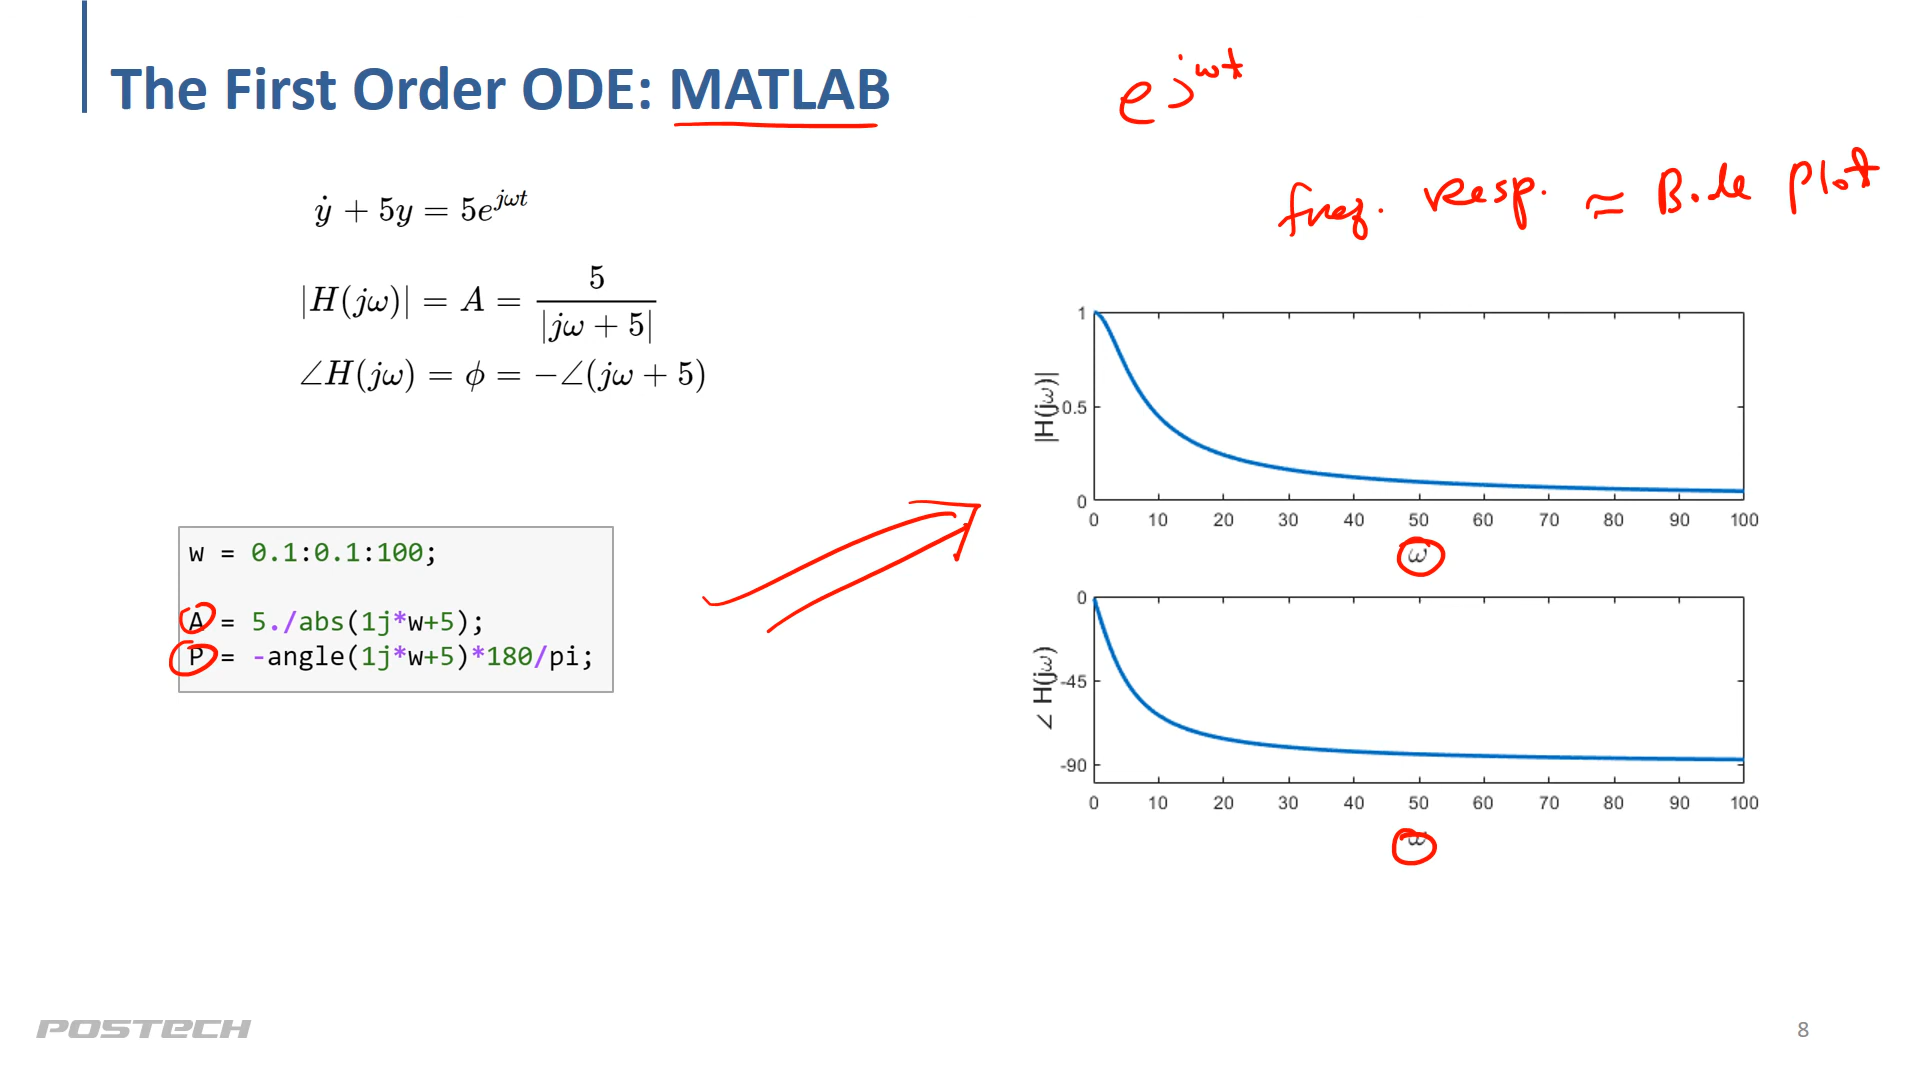 The First Order ODE: MATLAB
e^{jωt}
freq. resp. ≃ Bode plot
ẏ + 5y = 5e^{jωt}
|H(jω)| = A = 5 / |jω + 5|
∠H(jω) = ϕ = −∠(jω + 5)
w = 0.1:0.1:100;
A = 5./abs(1j*w+5);
P = -angle(1j*w+5)*180/pi;
|H(jω)|
1
0.5
0
0 10 20 30 40 50 60 70 80 90 100
ω
∠ H(jω)
0
-45
-90
0 10 20 30 40 50 60 70 80 90 100
ω
POSTECH
8